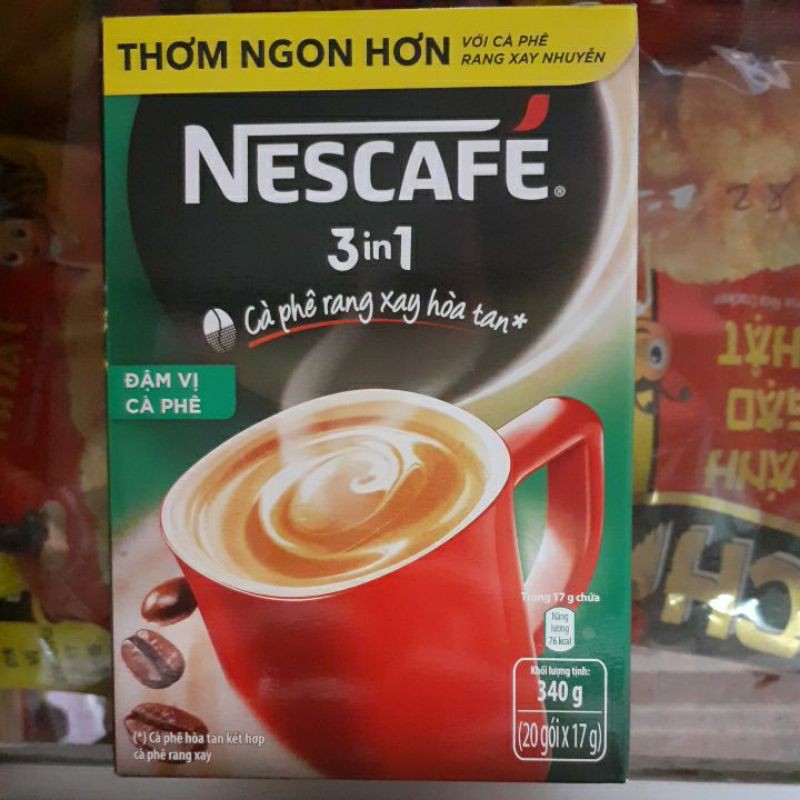 THƠM NGON HƠN
VỚI CÀ PHÊ
RANG XAY NHUYỄN
NESCAFÉ®
3in1
Cà phê rang xay hòa tan*
ĐẬM VỊ
CÀ PHÊ
Trong 17 g chứa
Năng
lượng
76 kcal
Khối lượng tịnh:
340 g
(20 gói x 17 g)
(*) Cà phê hòa tan kết hợp
cà phê rang xay
28